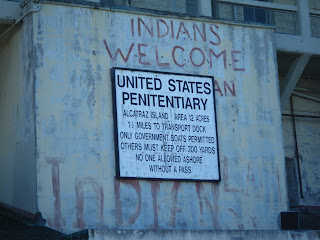 INDIANS
WELCOME
UNITED STATES
PENITENTIARY
ALCATRAZ ISLAND AREA 12 ACRES
1½ MILES TO TRANSPORT DOCK
ONLY GOVERNMENT BOATS PERMITTED
OTHERS MUST KEEP OFF 200 YARDS
NO ONE ALLOWED ASHORE
WITHOUT A PASS
INDIAN